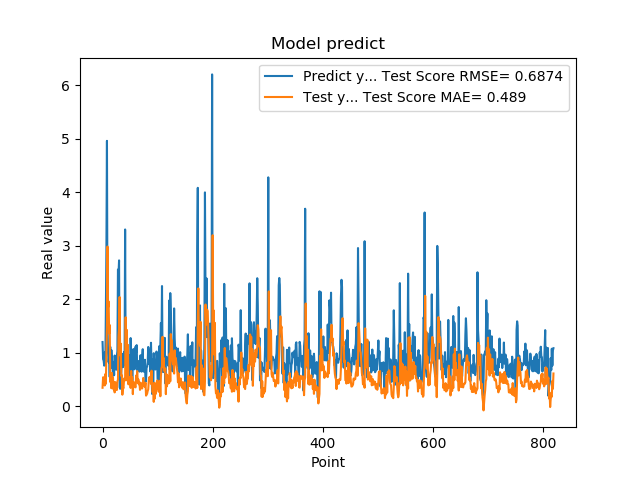 Model predict
Predict y... Test Score RMSE= 0.6874
Test y... Test Score MAE= 0.489
Real value
6
5
4
3
2
1
0
0 200 400 600 800
Point